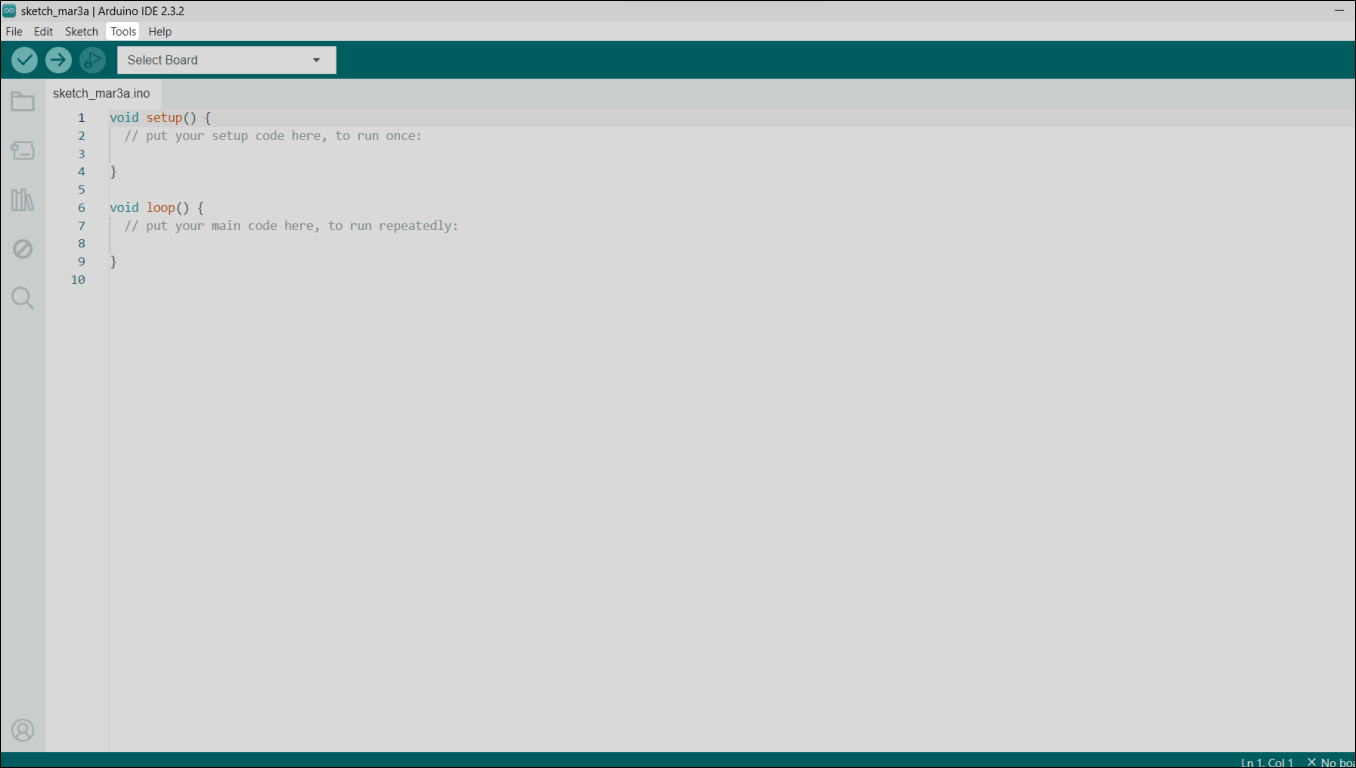 sketch_mar3a | Arduino IDE 2.3.2
File Edit Sketch Tools Help
Select Board
sketch_mar3a.ino
1 void setup() {
2 // put your setup code here, to run once:
3
4 }
5
6 void loop() {
7 // put your main code here, to run repeatedly:
8
9 }
10
Ln 1, Col 1 No